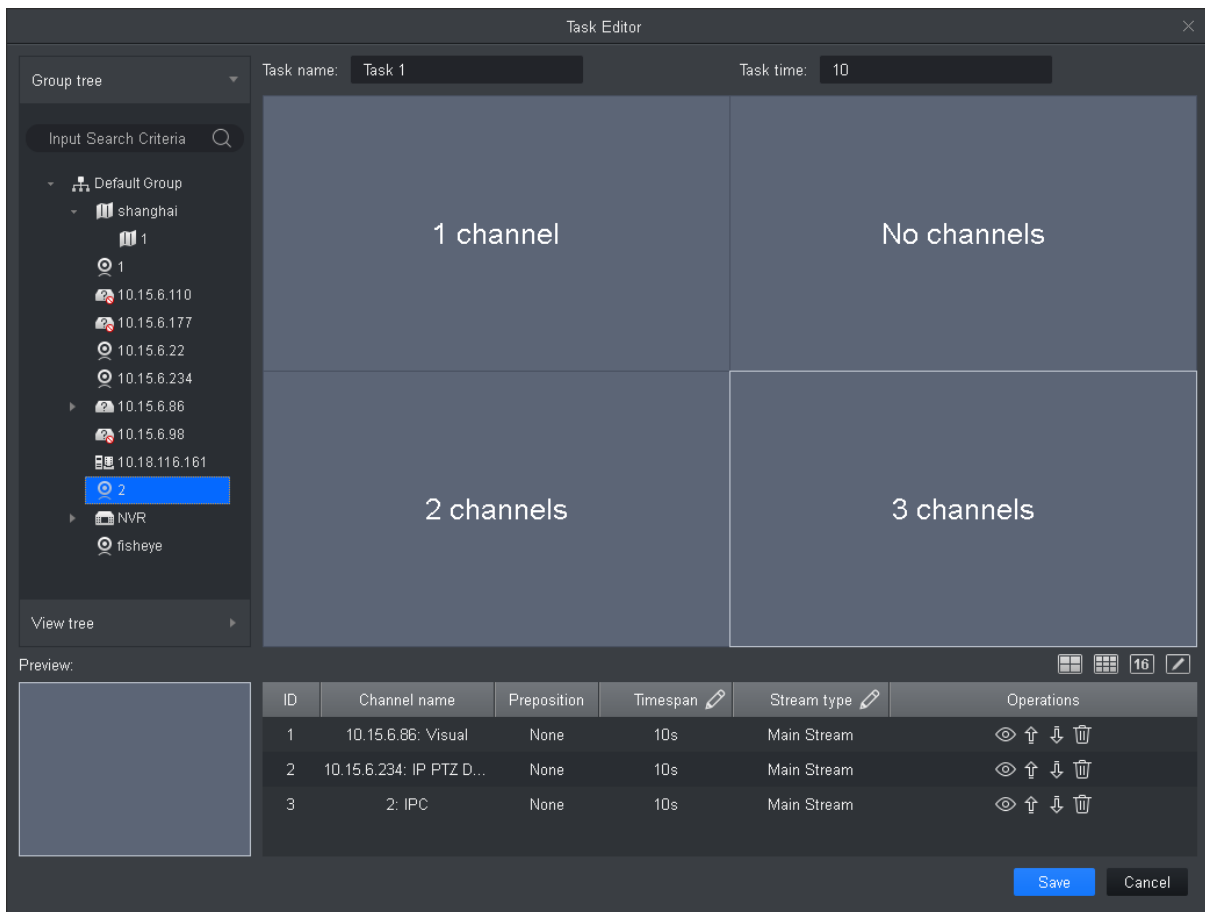 Task Editor
Group tree
Task name: Task 1 Task time: 10
Input Search Criteria
Default Group
shanghai
1
1
10.15.6.110
10.15.6.177
10.15.6.22
10.15.6.234
10.15.6.86
10.15.6.98
10.18.116.161
2
NVR
fisheye
View tree
1 channel No channels
2 channels 3 channels
Preview:
16
ID Channel name Preposition Timespan Stream type Operations
1 10.15.6.86: Visual None 10s Main Stream
2 10.15.6.234: IP PTZ D... None 10s Main Stream
3 2: IPC None 10s Main Stream
Save Cancel